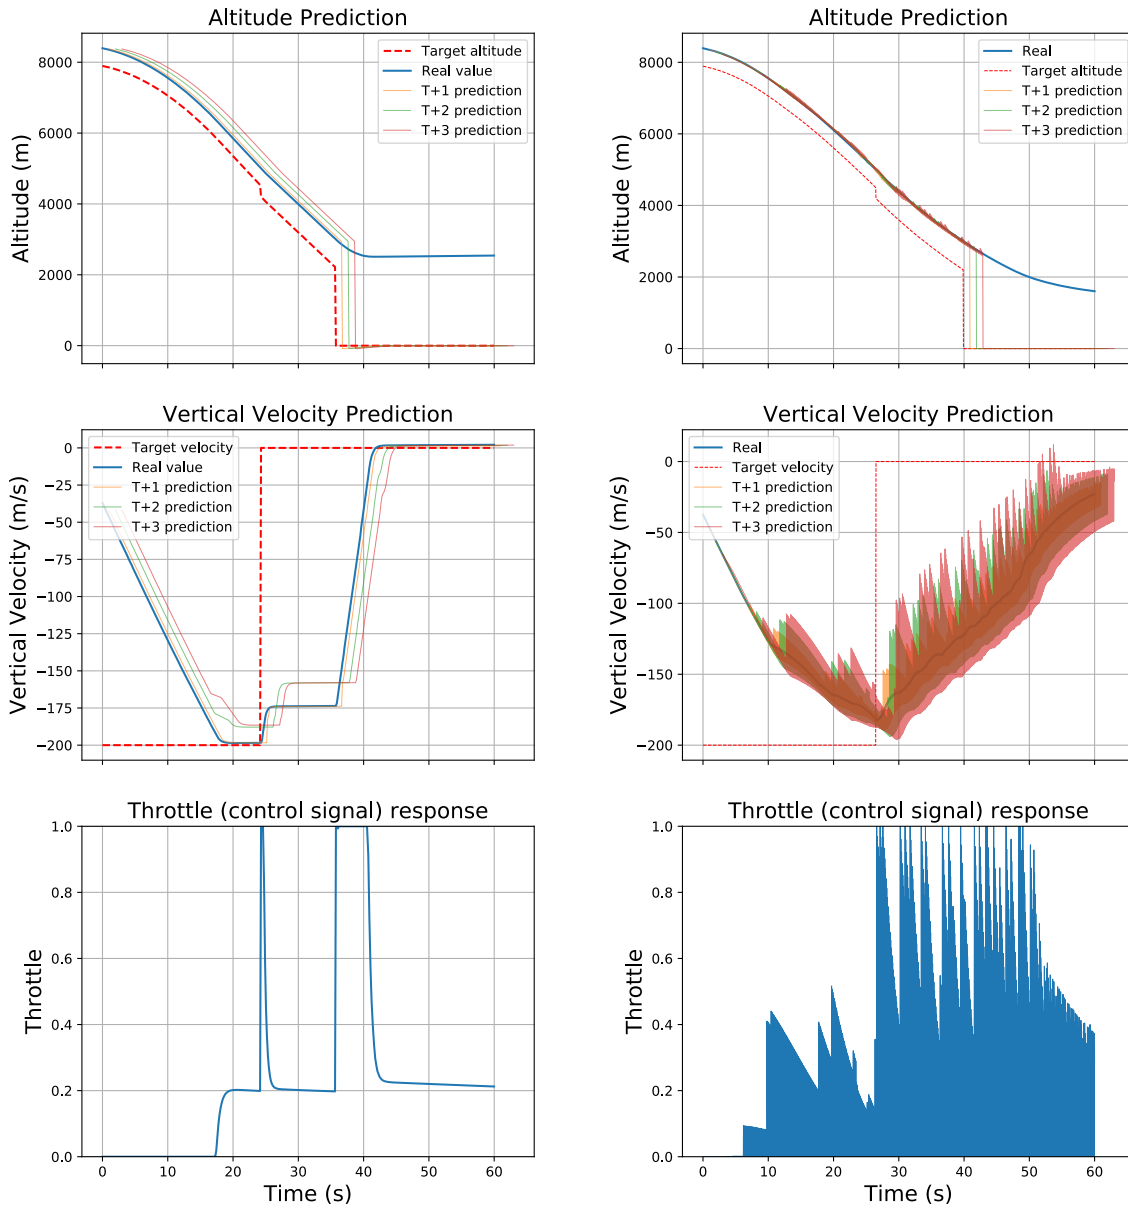 Altitude Prediction
Altitude (m)
8000
6000
4000
2000
0
Target altitude
Real value
T+1 prediction
T+2 prediction
T+3 prediction
Altitude Prediction
Altitude (m)
8000
6000
4000
2000
0
Real
Target altitude
T+1 prediction
T+2 prediction
T+3 prediction
Vertical Velocity Prediction
Vertical Velocity (m/s)
0
−25
−50
−75
−100
−125
−150
−175
−200
Target velocity
Real value
T+1 prediction
T+2 prediction
T+3 prediction
Vertical Velocity Prediction
Vertical Velocity (m/s)
0
−50
−100
−150
−200
Real
Target velocity
T+1 prediction
T+2 prediction
T+3 prediction
Throttle (control signal) response
Throttle
1.0
0.8
0.6
0.4
0.2
0.0
0 10 20 30 40 50 60
Time (s)
Throttle (control signal) response
Throttle
1.0
0.8
0.6
0.4
0.2
0.0
0 10 20 30 40 50 60
Time (s)